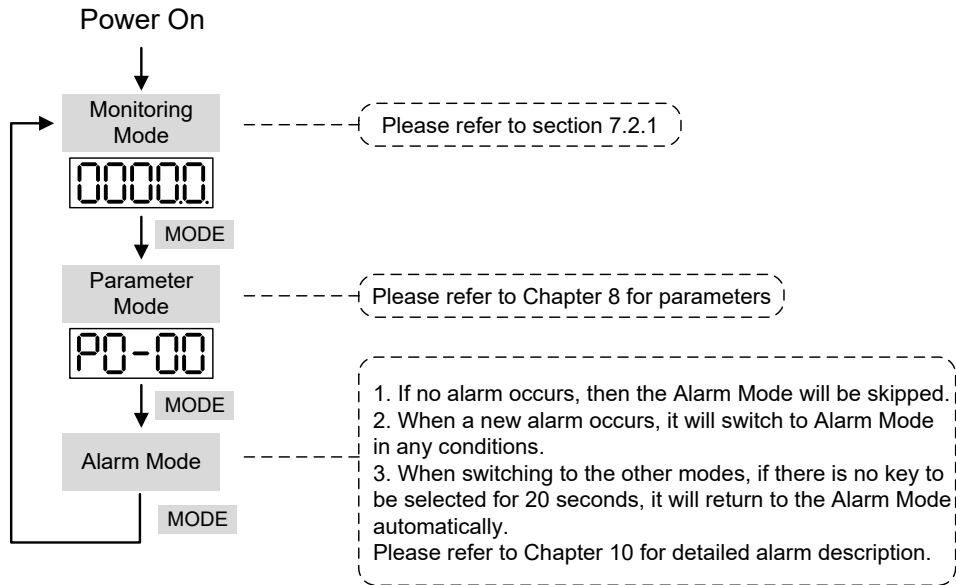 Power On
Monitoring
Mode
Please refer to section 7.2.1
0000.0.
MODE
Parameter
Mode
Please refer to Chapter 8 for parameters
P0-00
MODE
Alarm Mode
1. If no alarm occurs, then the Alarm Mode will be skipped.
2. When a new alarm occurs, it will switch to Alarm Mode
in any conditions.
3. When switching to the other modes, if there is no key to
be selected for 20 seconds, it will return to the Alarm Mode
automatically.
Please refer to Chapter 10 for detailed alarm description.
MODE